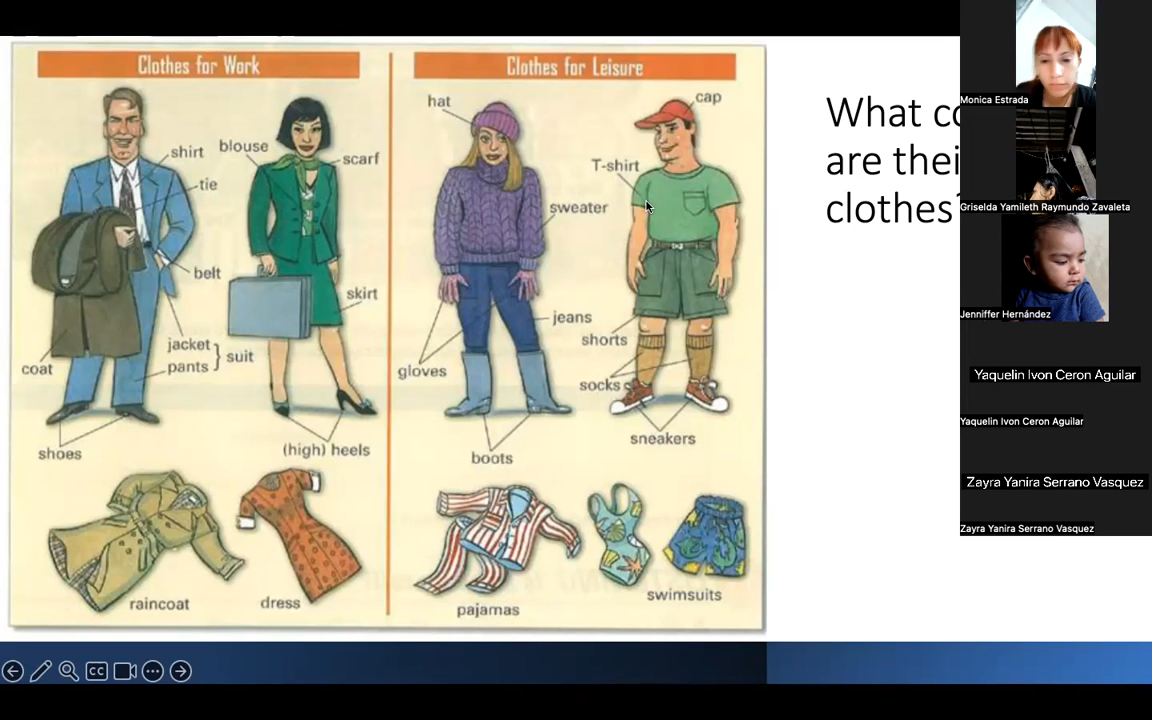 Clothes for Work
shirt
blouse
scarf
tie
belt
skirt
jacket
pants
suit
coat
shoes
(high) heels
raincoat
dress
Clothes for Leisure
hat
cap
T-shirt
sweater
jeans
shorts
gloves
socks
sneakers
boots
pajamas
swimsuits
What co
are thei
clothes?
Monica Estrada
Griselda Yamileth Raymundo Zavaleta
Jenniffer Hernández
Yaquelin Ivon Ceron Aguilar
Yaquelin Ivon Ceron Aguilar
Zayra Yanira Serrano Vasquez
Zayra Yanira Serrano Vasquez
CC